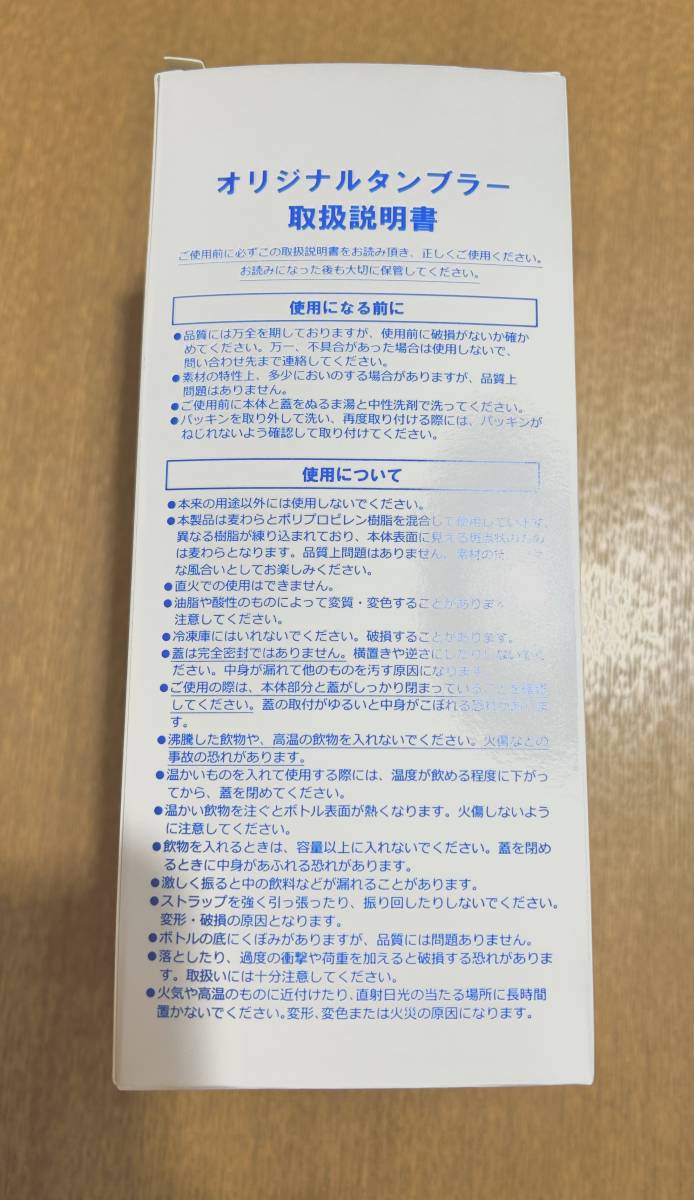 オリジナルタンブラー
取扱説明書
ご使用前に必ずこの取扱説明書をお読み頂き、正しくご使用ください。
お読みになった後も大切に保管してください。
使用になる前に
●品質には万全を期しておりますが、使用前に破損がないか確か
めてください。万一、不具合があった場合は使用しないで、
問い合わせ先まで連絡してください。
●素材の特性上、多少においのする場合がありますが、品質上
問題はありません。
●ご使用前に本体と蓋をぬるま湯と中性洗剤で洗ってください。
●パッキンを取り外して洗い、再度取り付ける際には、パッキンが
ねじれないよう確認して取り付けてください。
使用について
●本来の用途以外には使用しないでください。
●本製品は麦わらとポリプロピレン樹脂を混合して使用しています。
異なる樹脂が練り込まれており、本体表面に見える斑点状のもの
は麦わらとなります。品質上問題はありません。素材の
な風合いとしてお楽しみください。
●直火での使用はできません。
●油脂や酸性のものによって変質・変色することがあります
注意してください。
●冷凍庫にはいれないでください。破損することがあります。
●蓋は完全密封ではありません。横置きや逆さにしたりしないでく
ださい。中身が漏れて他のものを汚す原因になります
●ご使用の際は、本体部分と蓋がしっかり閉まっていることを確認
してください。蓋の取付がゆるいと中身がこぼれる恐れがありま
す。
●沸騰した飲物や、高温の飲物を入れないでください。火傷などの
事故の恐れがあります。
●温かいものを入れて使用する際には、温度が飲める程度に下がっ
てから、蓋を閉めてください。
●温かい飲物を注ぐとボトル表面が熱くなります。火傷しないよう
に注意してください。
●飲物を入れるときは、容量以上に入れないでください。蓋を閉め
るときに中身があふれる恐れがあります。
●激しく振ると中の飲料などが漏れることがあります。
●ストラップを強く引っ張ったり、振り回したりしないでください。
変形・破損の原因となります。
●ボトルの底にくぼみがありますが、品質には問題ありません。
●落としたり、過度の衝撃や荷重を加えると破損する恐れがありま
す。取扱いには十分注意してください。
●火気や高温のものに近付けたり、直射日光の当たる場所に長時間
置かないでください。変形、変色または火災の原因になります。